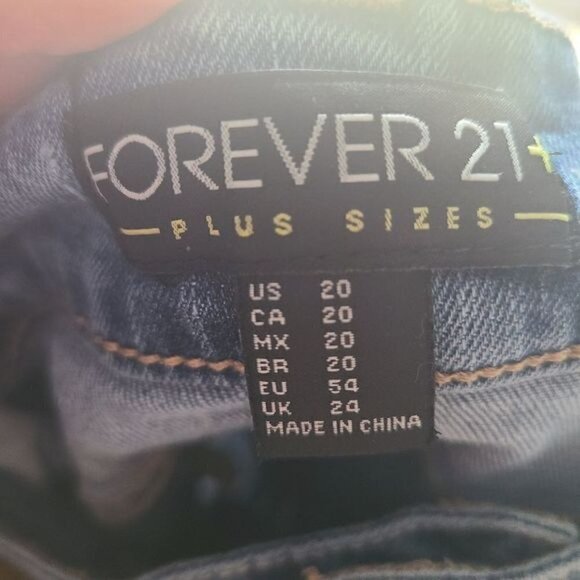 FOREVER 21+
PLUS SIZES
US 20
CA 20
MX 20
BR 20
EU 54
UK 24
MADE IN CHINA